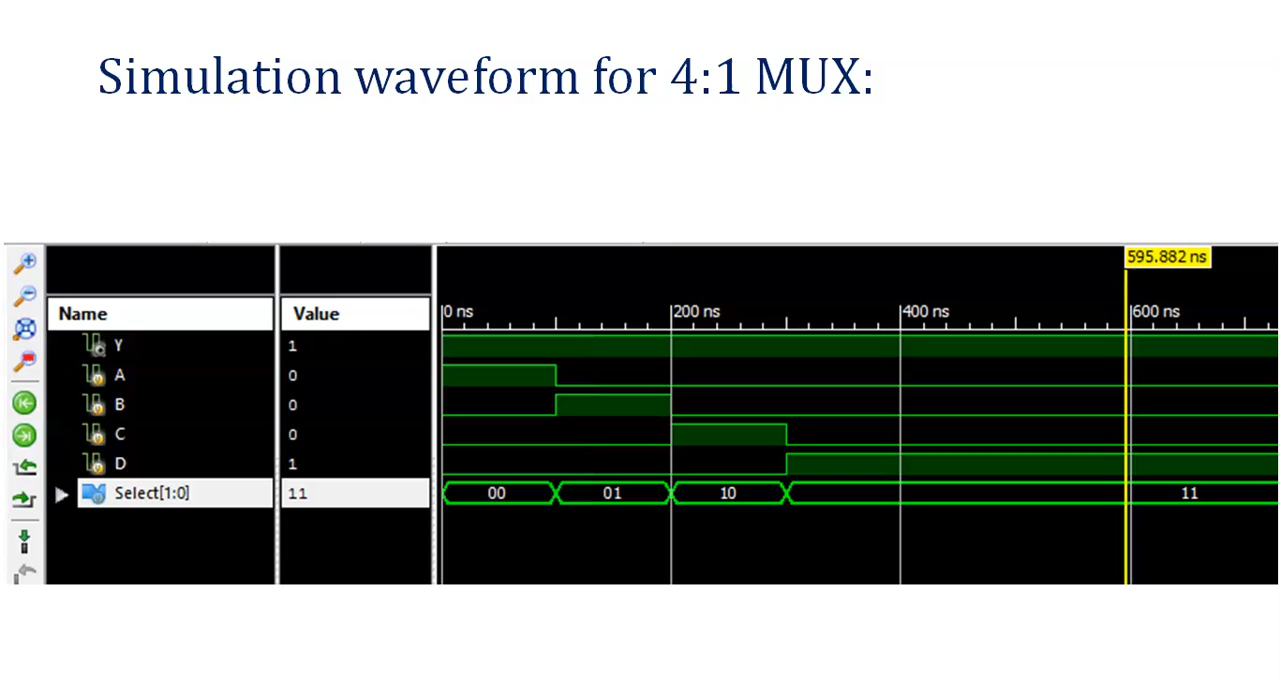 Simulation waveform for 4:1 MUX:
595.882 ns
Name Value 0 ns 200 ns 400 ns 600 ns
Y 1
A 0
B 0
C 0
D 1
Select[1:0] 11 00 01 10 11